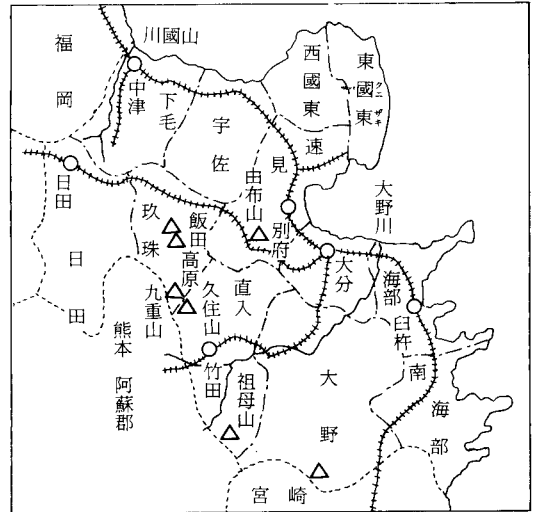 川國山
福岡
中津
下毛
宇佐
西國東
東國東
クニ
ザキ
速
見
日田
由布山
別府
大野川
玖珠
飯田
高原
大分
海部
臼杵
日田
九重山
久住山
直入
熊本
阿蘇郡
竹田
祖母山
大野
南
海部
宮崎